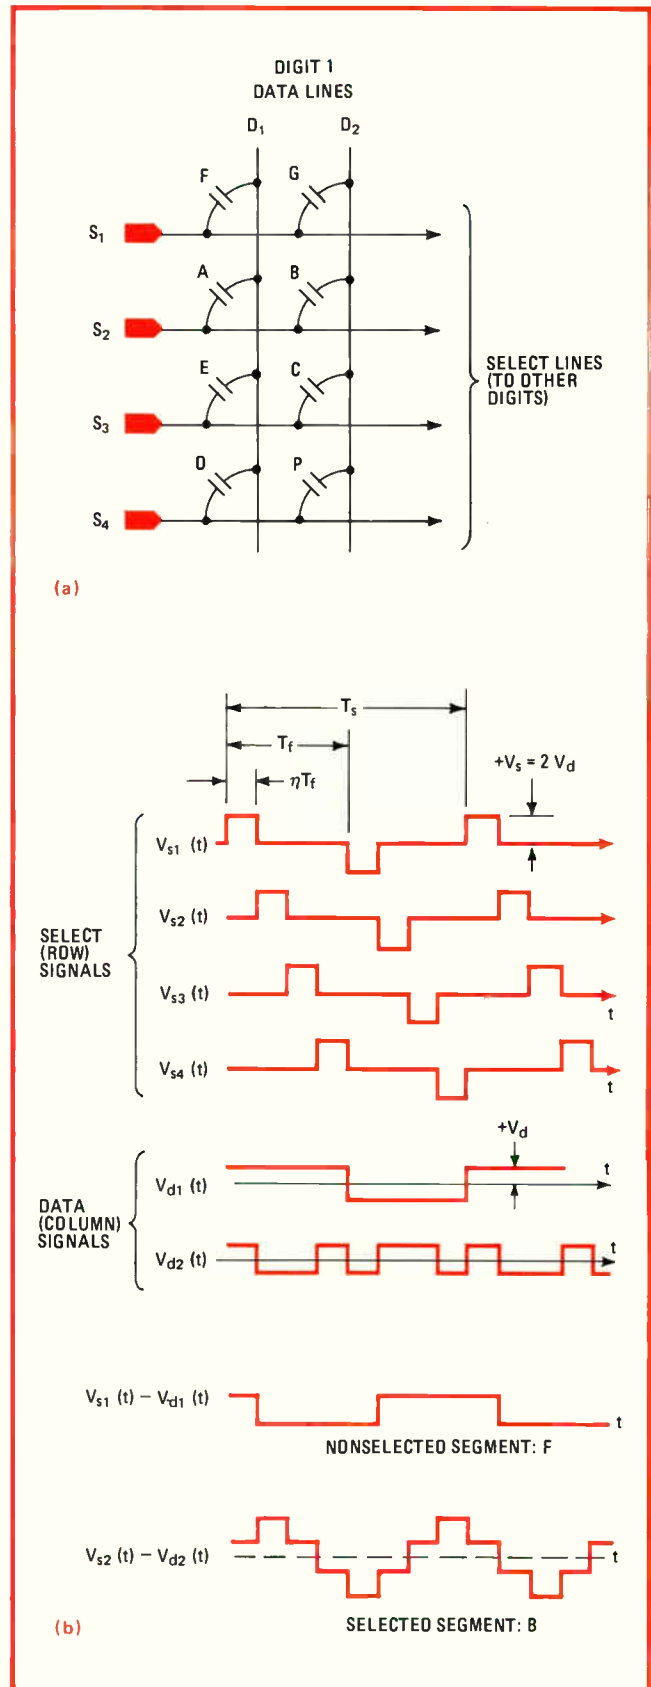 DIGIT 1
DATA LINES
D1 D2
F G
S1
A B
S2
E C
S3
D P
S4
SELECT LINES
(TO OTHER
DIGITS)
(a)
Ts
Tf
ηTf
+Vs = 2 Vd
Vs1 (t)
Vs2 (t)
Vs3 (t)
t
Vs4 (t)
t
SELECT
(ROW)
SIGNALS
+Vd
Vd1 (t)
t
Vd2 (t)
t
DATA
(COLUMN)
SIGNALS
Vs1 (t) – Vd1 (t)
t
NONSELECTED SEGMENT: F
Vs2 (t) – Vd2 (t)
t
SELECTED SEGMENT: B
(b)